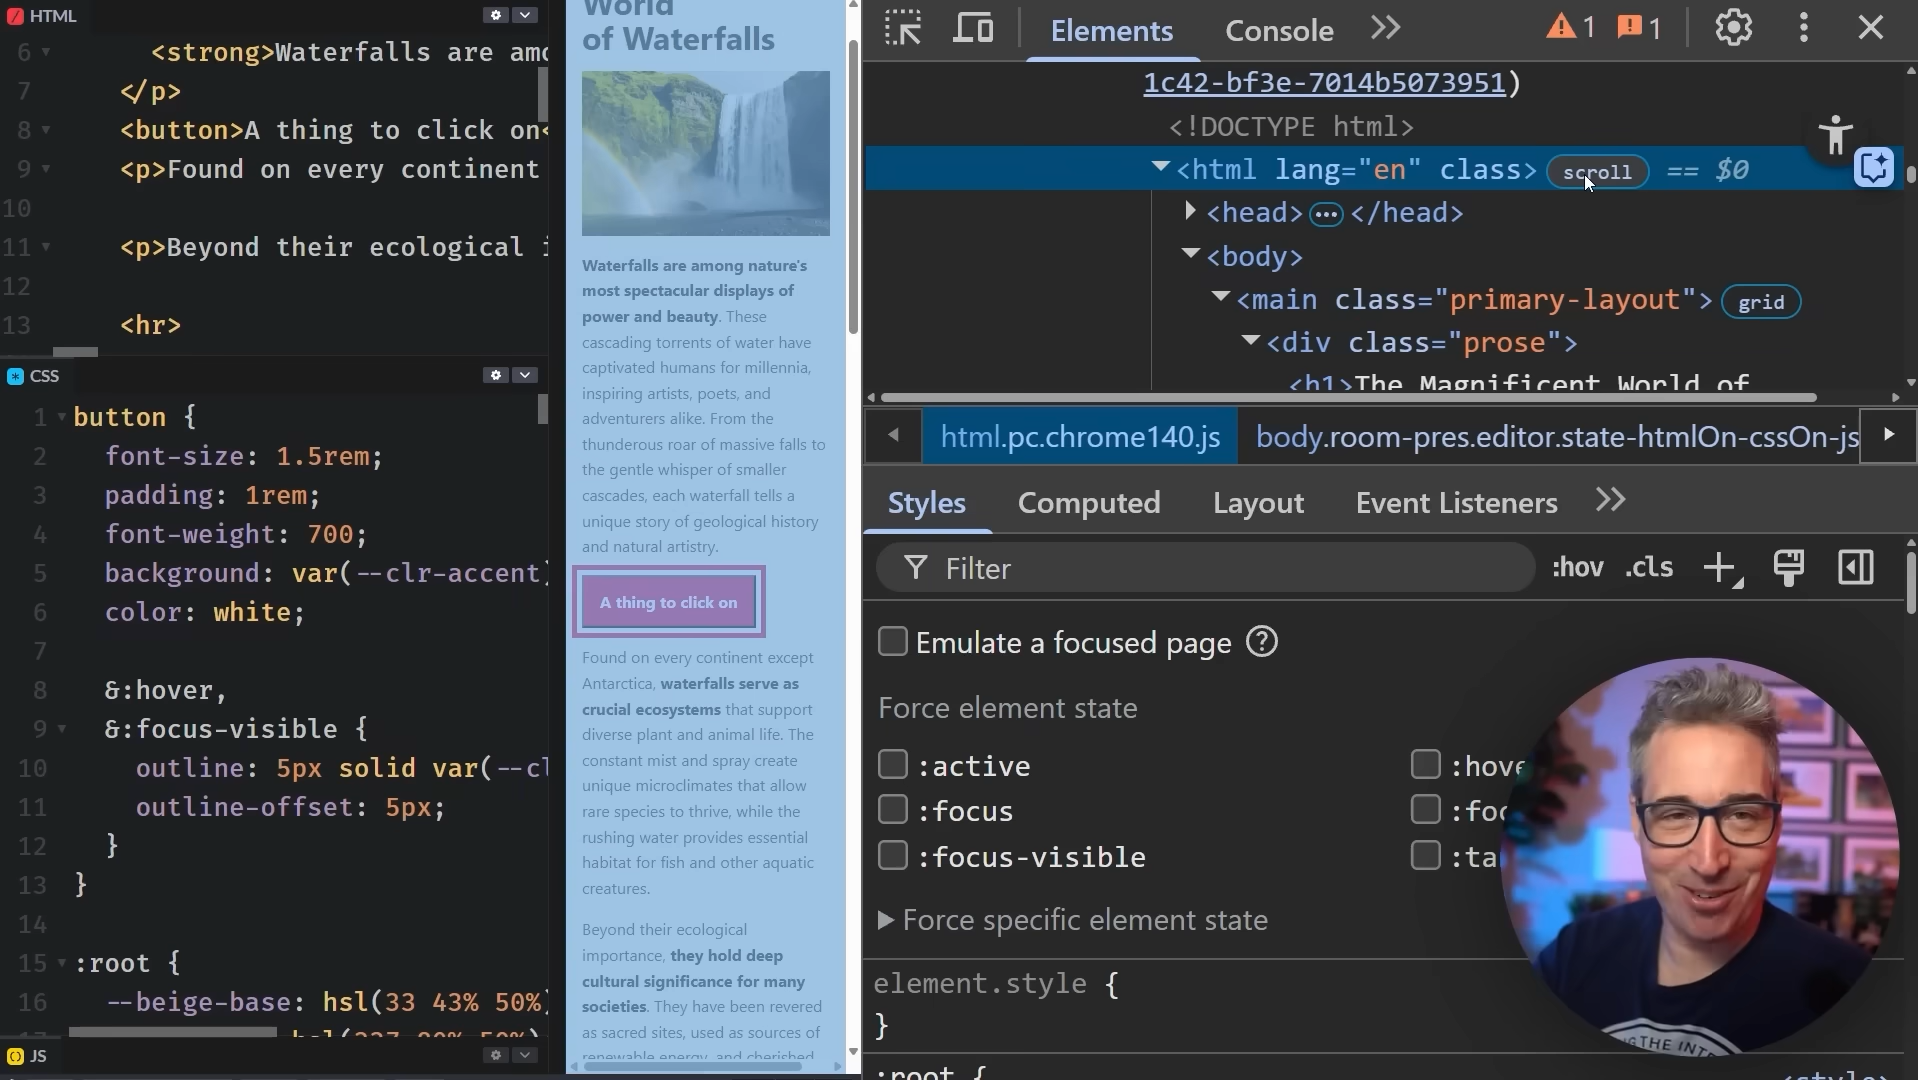 HTML
6 <strong>Waterfalls are amo
7 </p>
8 <button>A thing to click on<
9 <p>Found on every continent
10
11 <p>Beyond their ecological i
12
13 <hr>
CSS
1 button {
2 font-size: 1.5rem;
3 padding: 1rem;
4 font-weight: 700;
5 background: var(--clr-accent)
6 color: white;
7
8 &:hover,
9 &:focus-visible {
10 outline: 5px solid var(--cl
11 outline-offset: 5px;
12 }
13 }
14
15 :root {
16 --beige-base: hsl(33 43% 50%)
JS
World
of Waterfalls
Waterfalls are among nature's
most spectacular displays of
power and beauty. These
cascading torrents of water have
captivated humans for millennia,
inspiring artists, poets, and
adventurers alike. From the
thunderous roar of massive falls to
the gentle whisper of smaller
cascades, each waterfall tells a
unique story of geological history
and natural artistry.
A thing to click on
Found on every continent except
Antarctica, waterfalls serve as
crucial ecosystems that support
diverse plant and animal life. The
constant mist and spray create
unique microclimates that allow
rare species to thrive, while the
rushing water provides essential
habitat for fish and other aquatic
creatures.
Beyond their ecological
importance, they hold deep
cultural significance for many
societies. They have been revered
as sacred sites, used as sources of
renewable energy, and cherished
Elements Console 1 1
1c42-bf3e-7014b5073951)
<!DOCTYPE html>
<html lang="en" class> scroll == $0
<head> ••• </head>
<body>
<main class="primary-layout"> grid
<div class="prose">
<h1>The Magnificent World of
html.pc.chrome140.js body.room-pres.editor.state-htmlOn-cssOn-js
Styles Computed Layout Event Listeners
Filter :hov .cls
Emulate a focused page ?
Force element state
:active :hove
:focus :foc
:focus-visible :ta
Force specific element state
element.style {
}
:root { <style>